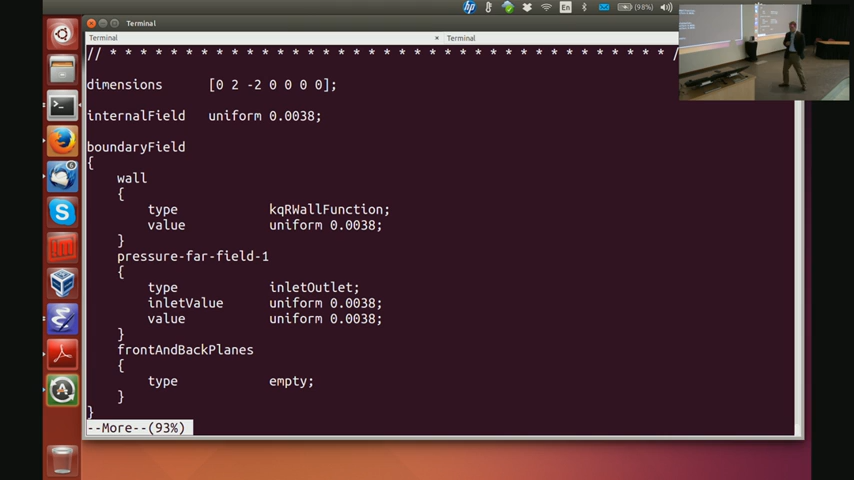 Terminal
En
(98%)
Terminal
Terminal
// * * * * * * * * * * * * * * * * * * * * * * * * * * * * * * * * * * * * * /
dimensions [0 2 -2 0 0 0 0];
internalField uniform 0.0038;
boundaryField
{
wall
{
type kqRWallFunction;
value uniform 0.0038;
}
pressure-far-field-1
{
type inletOutlet;
inletValue uniform 0.0038;
value uniform 0.0038;
}
frontAndBackPlanes
{
type empty;
}
}
--More--(93%)